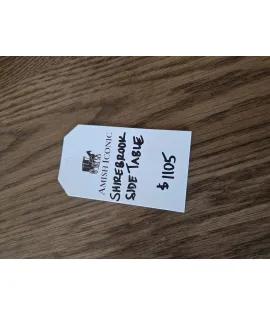 AMISH ICONIC
SHIREBROOK
SIDE TABLE
$1105